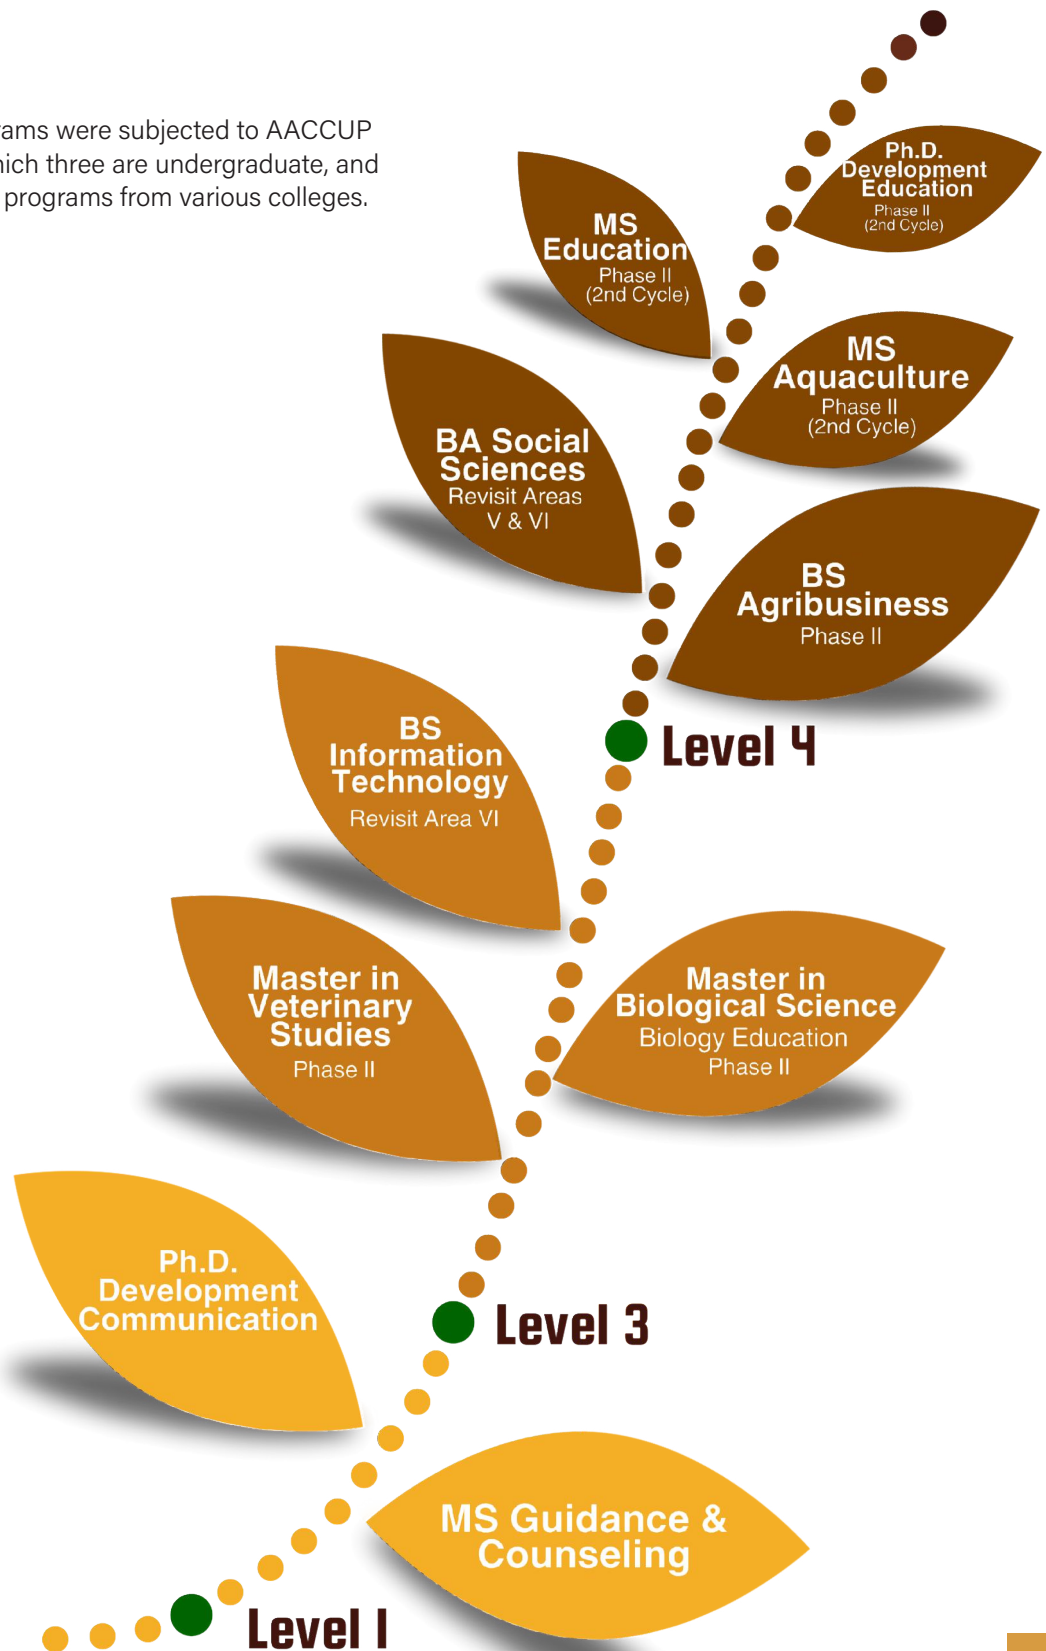 rams were subjected to AACCUP
hich three are undergraduate, and
programs from various colleges.
Ph.D.
Development
Education
Phase II
(2nd Cycle)
MS
Education
Phase II
(2nd Cycle)
MS
Aquaculture
Phase II
(2nd Cycle)
BA Social
Sciences
Revisit Areas
V & VI
BS
Agribusiness
Phase II
Level 4
BS
Information
Technology
Revisit Area VI
Master in
Veterinary
Studies
Phase II
Master in
Biological Science
Biology Education
Phase II
Ph.D.
Development
Communication
Level 3
MS Guidance &
Counseling
Level I